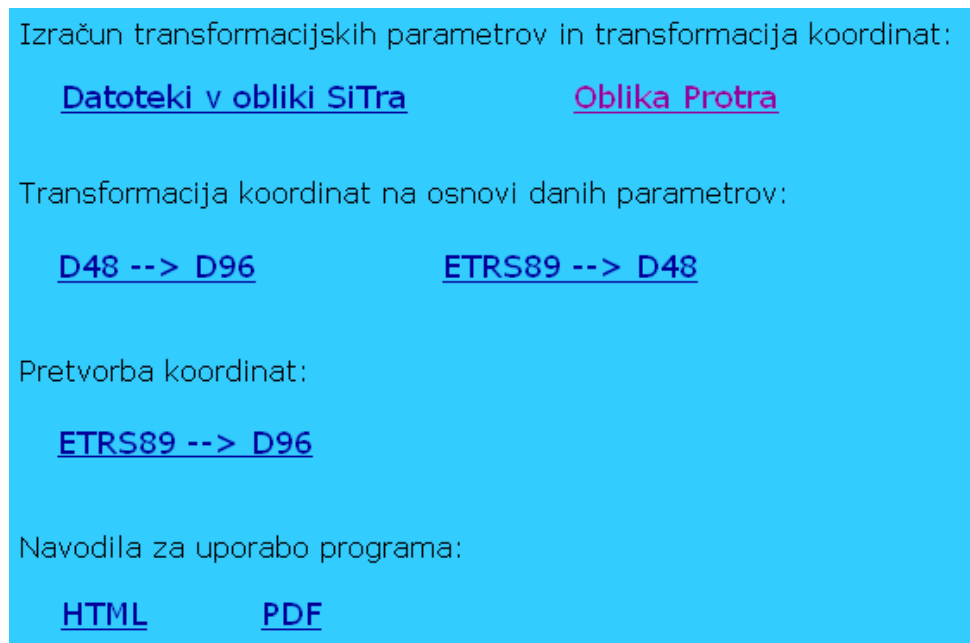 Izračun transformacijskih parametrov in transformacija koordinat:
Datoteki v obliki SiTra Oblika Protra
Transformacija koordinat na osnovi danih parametrov:
D48 --> D96 ETRS89 --> D48
Pretvorba koordinat:
ETRS89 --> D96
Navodila za uporabo programa:
HTML PDF